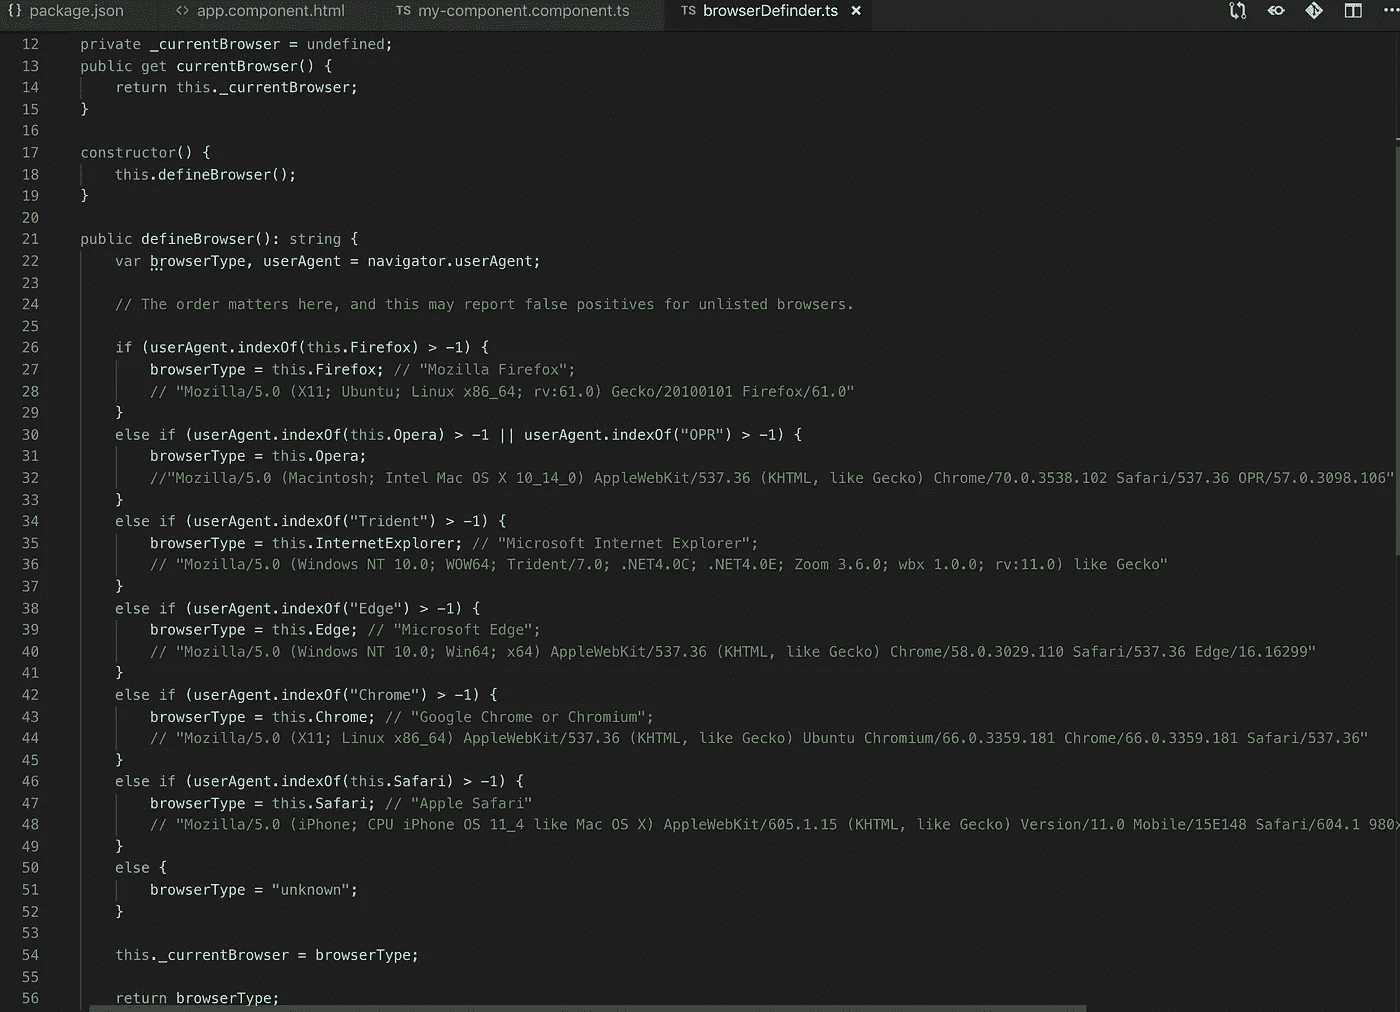 {} package.json <> app.component.html TS my-component.component.ts TS browserDefinder.ts ×
12 private _currentBrowser = undefined;
13 public get currentBrowser() {
14 return this._currentBrowser;
15 }
16
17 constructor() {
18 this.defineBrowser();
19 }
20
21 public defineBrowser(): string {
22 var browserType, userAgent = navigator.userAgent;
23
24 // The order matters here, and this may report false positives for unlisted browsers.
25
26 if (userAgent.indexOf(this.Firefox) > -1) {
27 browserType = this.Firefox; // "Mozilla Firefox";
28 // "Mozilla/5.0 (X11; Ubuntu; Linux x86_64; rv:61.0) Gecko/20100101 Firefox/61.0"
29 }
30 else if (userAgent.indexOf(this.Opera) > -1 || userAgent.indexOf("OPR") > -1) {
31 browserType = this.Opera;
32 //"Mozilla/5.0 (Macintosh; Intel Mac OS X 10_14_0) AppleWebKit/537.36 (KHTML, like Gecko) Chrome/70.0.3538.102 Safari/537.36 OPR/57.0.3098.106"
33 }
34 else if (userAgent.indexOf("Trident") > -1) {
35 browserType = this.InternetExplorer; // "Microsoft Internet Explorer";
36 // "Mozilla/5.0 (Windows NT 10.0; WOW64; Trident/7.0; .NET4.0C; .NET4.0E; Zoom 3.6.0; wbx 1.0.0; rv:11.0) like Gecko"
37 }
38 else if (userAgent.indexOf("Edge") > -1) {
39 browserType = this.Edge; // "Microsoft Edge";
40 // "Mozilla/5.0 (Windows NT 10.0; Win64; x64) AppleWebKit/537.36 (KHTML, like Gecko) Chrome/58.0.3029.110 Safari/537.36 Edge/16.16299"
41 }
42 else if (userAgent.indexOf("Chrome") > -1) {
43 browserType = this.Chrome; // "Google Chrome or Chromium";
44 // "Mozilla/5.0 (X11; Linux x86_64) AppleWebKit/537.36 (KHTML, like Gecko) Ubuntu Chromium/66.0.3359.181 Chrome/66.0.3359.181 Safari/537.36"
45 }
46 else if (userAgent.indexOf(this.Safari) > -1) {
47 browserType = this.Safari; // "Apple Safari"
48 // "Mozilla/5.0 (iPhone; CPU iPhone OS 11_4 like Mac OS X) AppleWebKit/605.1.15 (KHTML, like Gecko) Version/11.0 Mobile/15E148 Safari/604.1 980x
49 }
50 else {
51 browserType = "unknown";
52 }
53
54 this._currentBrowser = browserType;
55
56 return browserType;